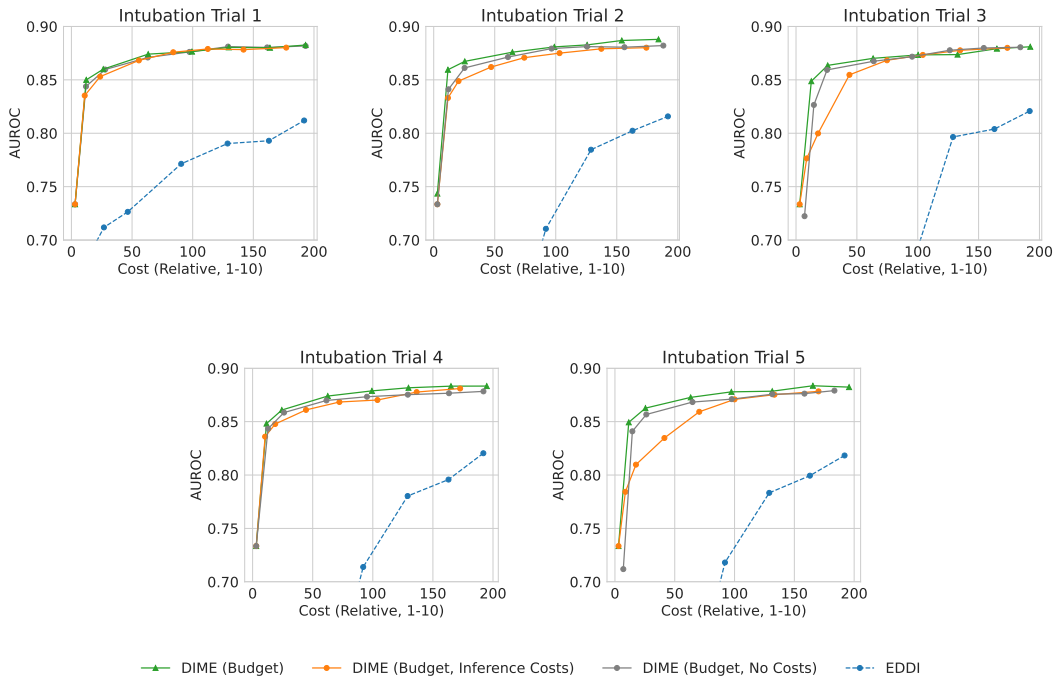 Intubation Trial 1
0.90
0.85
0.80
0.75
0.70
AUROC
0 50 100 150 200
Cost (Relative, 1-10)
Intubation Trial 2
0.90
0.85
0.80
0.75
0.70
AUROC
0 50 100 150 200
Cost (Relative, 1-10)
Intubation Trial 3
0.90
0.85
0.80
0.75
0.70
AUROC
0 50 100 150 200
Cost (Relative, 1-10)
Intubation Trial 4
0.90
0.85
0.80
0.75
0.70
AUROC
0 50 100 150 200
Cost (Relative, 1-10)
Intubation Trial 5
0.90
0.85
0.80
0.75
0.70
AUROC
0 50 100 150 200
Cost (Relative, 1-10)
DIME (Budget) DIME (Budget, Inference Costs) DIME (Budget, No Costs) EDDI